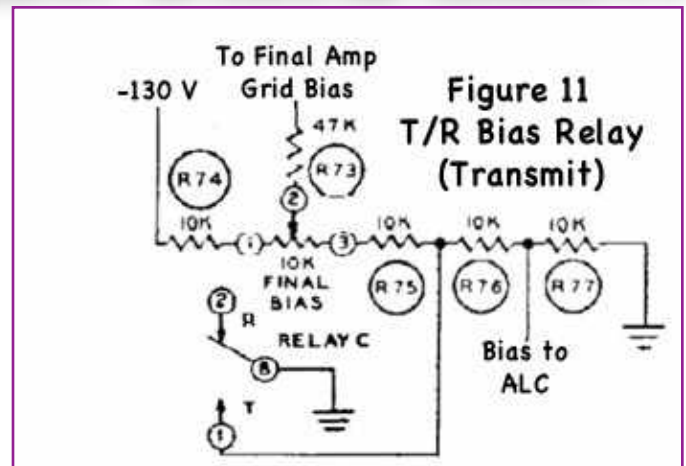 To Final Amp
Grid Bias
-130 V
Figure 11
T/R Bias Relay
(Transmit)
47K
R73
R74
2
10K
1
3
10K
10K
10K
10K
FINAL
BIAS
R75
R76
R77
2
R
RELAY C
8
T
1
Bias to
ALC